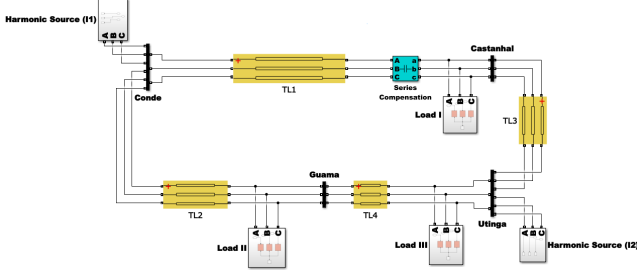 Harmonic Source (I1)
A B C
Conde
TL1
A a
B b
C c
Series
Compensation
Castanhal
A B C
Load I
TL3
Guama
TL2
TL4
A B C
Load II
A B C
Load III
Utinga
A B C
Harmonic Source (I2)